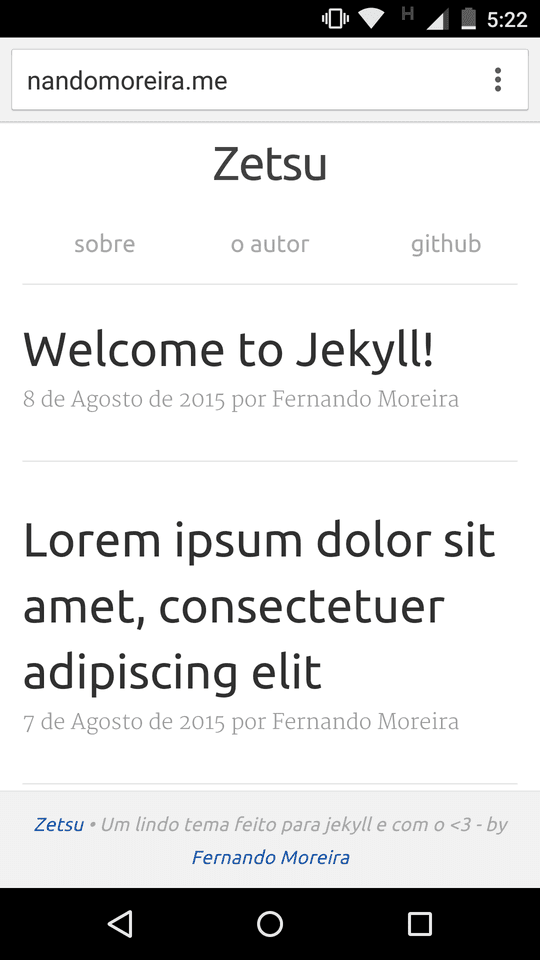 H 5:22
nandomoreira.me
Zetsu
sobre o autor github
Welcome to Jekyll!
8 de Agosto de 2015 por Fernando Moreira
Lorem ipsum dolor sit
amet, consectetuer
adipiscing elit
7 de Agosto de 2015 por Fernando Moreira
Zetsu • Um lindo tema feito para jekyll e com o <3 - by
Fernando Moreira